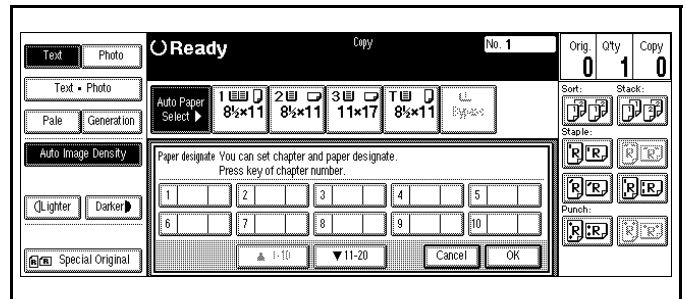 Text Photo
Text • Photo
Pale Generation
Auto Image Density
Lighter Darker
Special Original
Ready
Copy
No. 1
Auto Paper
Select ▶
1
8½×11
2
8½×11
3
11×17
T
8½×11
Bypass
Paper designate You can set chapter and paper designate.
Press key of chapter number.
1 2 3 4 5
6 7 8 9 10
▲ 1-10 ▼11-20 Cancel OK
Orig. Q'ty Copy
0 1 0
Sort: Stack:
Staple:
R R, R R,
R R, R R,
Punch:
R R, R R,